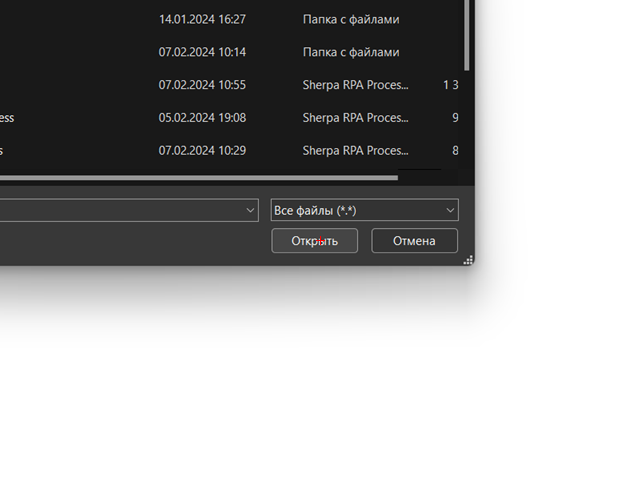 14.01.2024 16:27 Папка с файлами
07.02.2024 10:14 Папка с файлами
07.02.2024 10:55 Sherpa RPA Proces... 1 3
ess 05.02.2024 19:08 Sherpa RPA Proces... 9
s 07.02.2024 10:29 Sherpa RPA Proces... 8
Все файлы (*.*)
Открыть Отмена